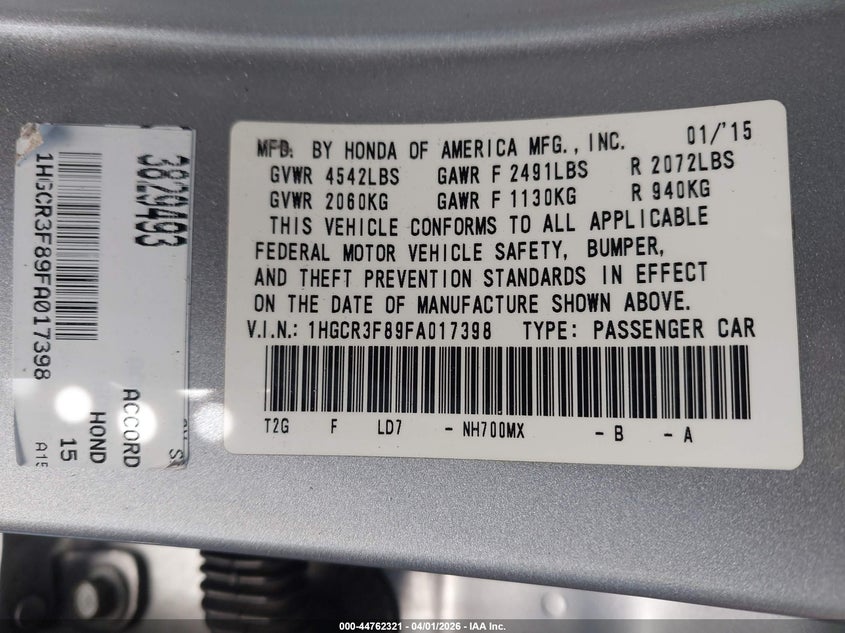 MFD. BY HONDA OF AMERICA MFG., INC. 01/'15
GVWR 4542LBS GAWR F 2491LBS R 2072LBS
GVWR 2060KG GAWR F 1130KG R 940KG
THIS VEHICLE CONFORMS TO ALL APPLICABLE
FEDERAL MOTOR VEHICLE SAFETY, BUMPER,
AND THEFT PREVENTION STANDARDS IN EFFECT
ON THE DATE OF MANUFACTURE SHOWN ABOVE.
V.I.N.: 1HGCR3F89FA017398 TYPE: PASSENGER CAR
T2G F LD7 - NH700MX - B - A
3829493
1HGCR3F89FA017398
ACCORD
HOND
15
000-44762321 - 04/01/2026 - IAA Inc.